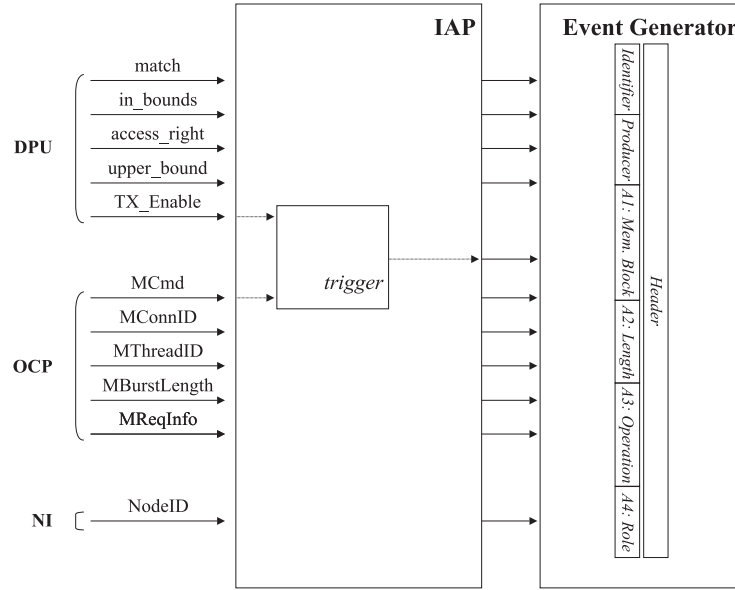 IAP
Event Generator
match
in_bounds
access_right
upper_bound
TX_Enable
DPU
trigger
MCmd
MConnID
MThreadID
MBurstLength
MReqInfo
OCP
NodeID
NI
Identifier
Producer
A1: Mem. Block
A2: Length
A3: Operation
A4: Role
Header